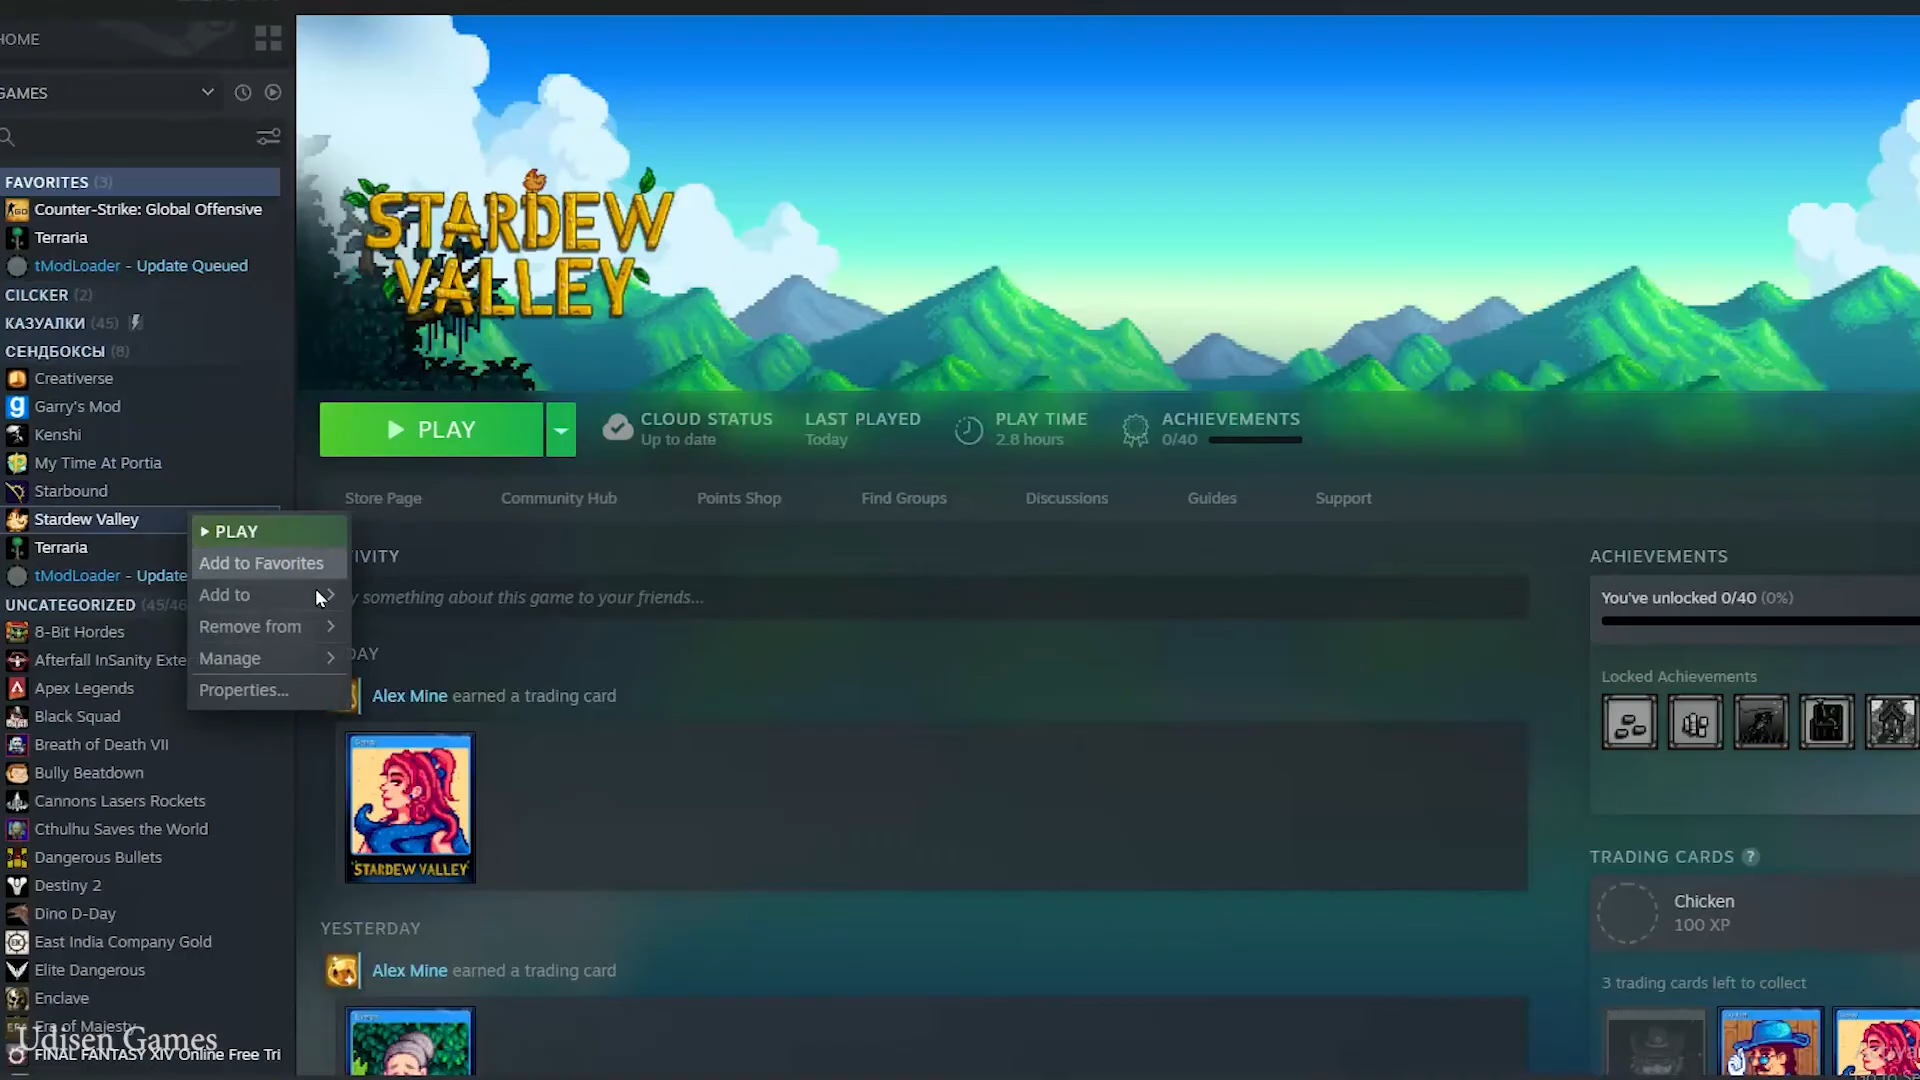 HOME
GAMES
FAVORITES (3)
Counter-Strike: Global Offensive
Terraria
tModLoader - Update Queued
CILCKER (2)
КАЗУАЛКИ (45)
СЕНДБОКСЫ (8)
Creativerse
Garry's Mod
Kenshi
My Time At Portia
Starbound
Stardew Valley
Terraria
tModLoader - Update
UNCATEGORIZED (45/46
8-Bit Hordes
Afterfall InSanity Exte
Apex Legends
Black Squad
Breath of Death VII
Bully Beatdown
Cannons Lasers Rockets
Cthulhu Saves the World
Dangerous Bullets
Destiny 2
Dino D-Day
East India Company Gold
Elite Dangerous
Enclave
Era of Majesty
Udisen Games
FINAL FANTASY XIV Online Free Tri
PLAY
Add to Favorites
Add to
Remove from
Manage
Properties...
STARDEW
VALLEY
PLAY
CLOUD STATUS
Up to date
LAST PLAYED
Today
PLAY TIME
2.8 hours
ACHIEVEMENTS
0/40
Store Page
Community Hub
Points Shop
Find Groups
Discussions
Guides
Support
TIVITY
y something about this game to your friends...
DAY
Alex Mine earned a trading card
STARDEW VALLEY
YESTERDAY
Alex Mine earned a trading card
ACHIEVEMENTS
You've unlocked 0/40 (0%)
Locked Achievements
TRADING CARDS ?
Chicken
100 XP
3 trading cards left to collect